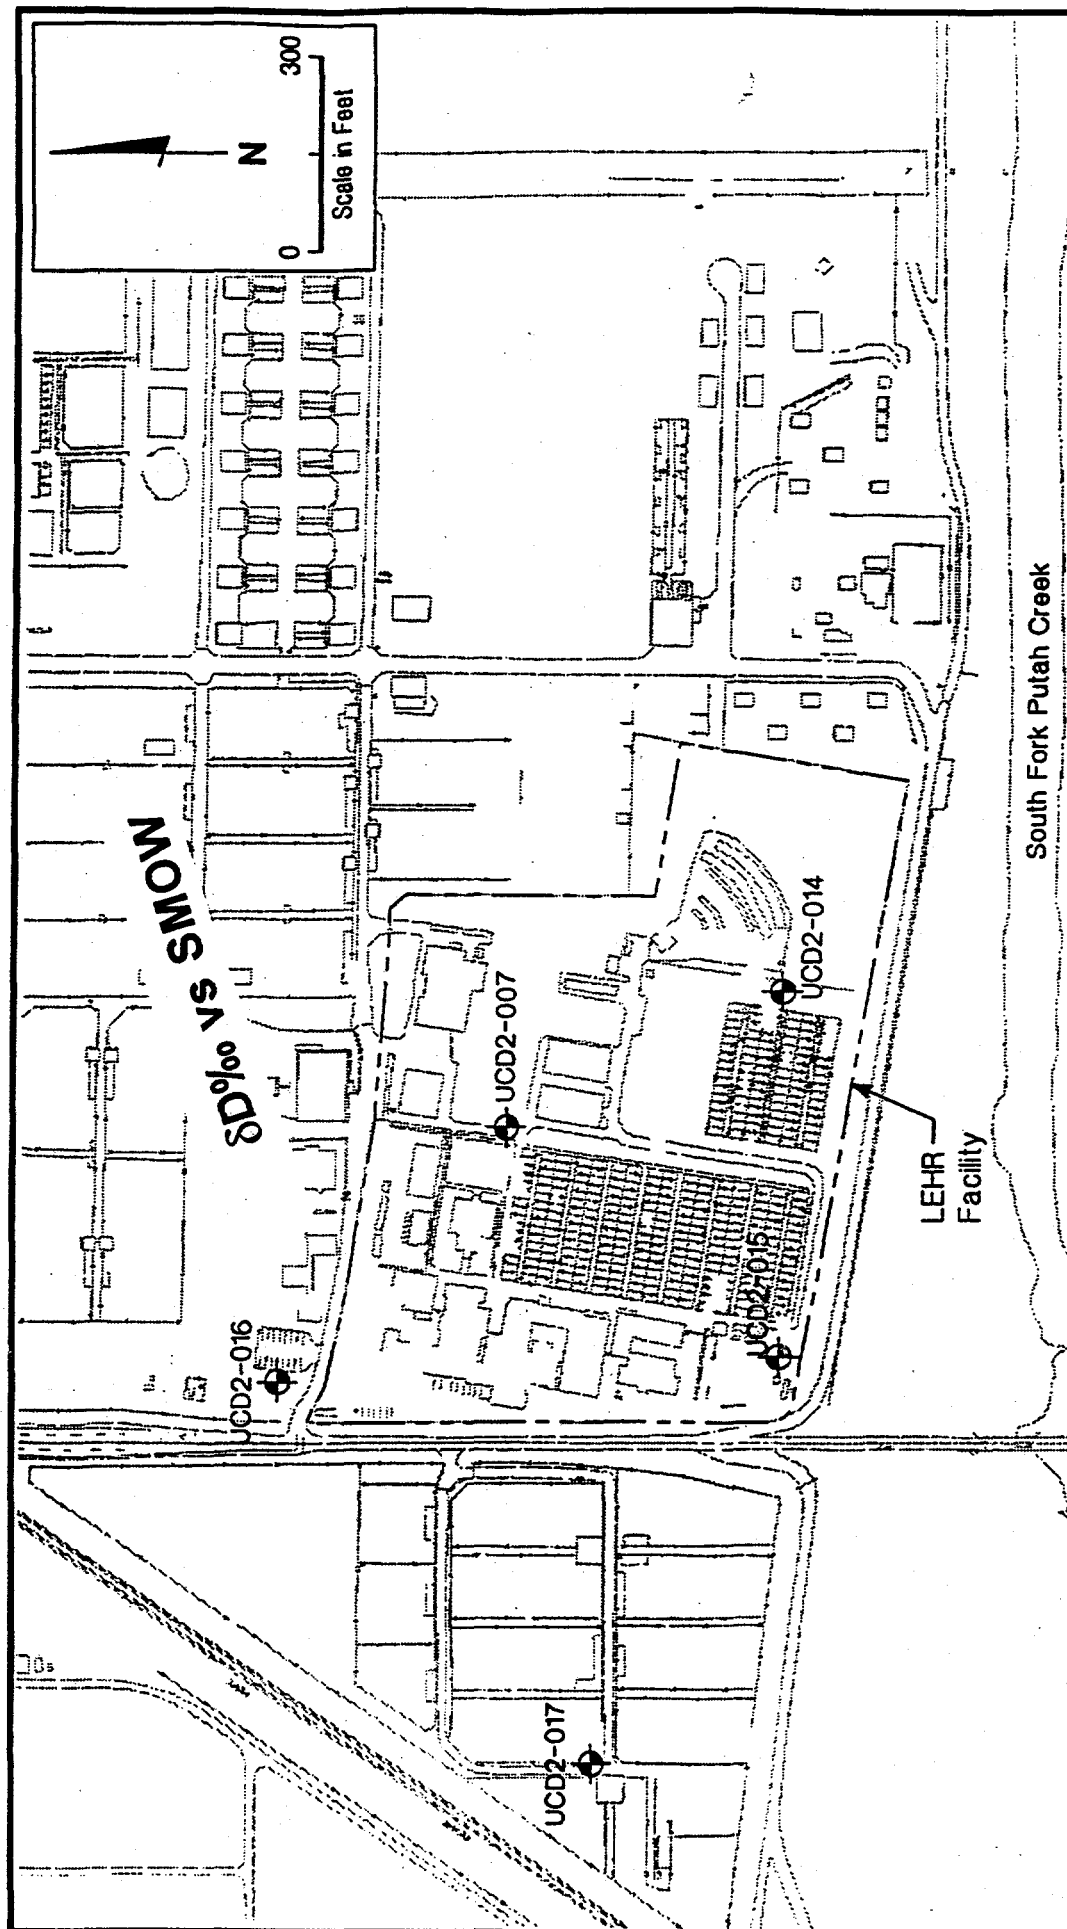 N
0 300
Scale in Feet
δD‰ vs SMOW
UCD2-016
UCD2-007
UCD2-017
UCD2-015
UCD2-014
LEHR
Facility
South Fork Putah Creek